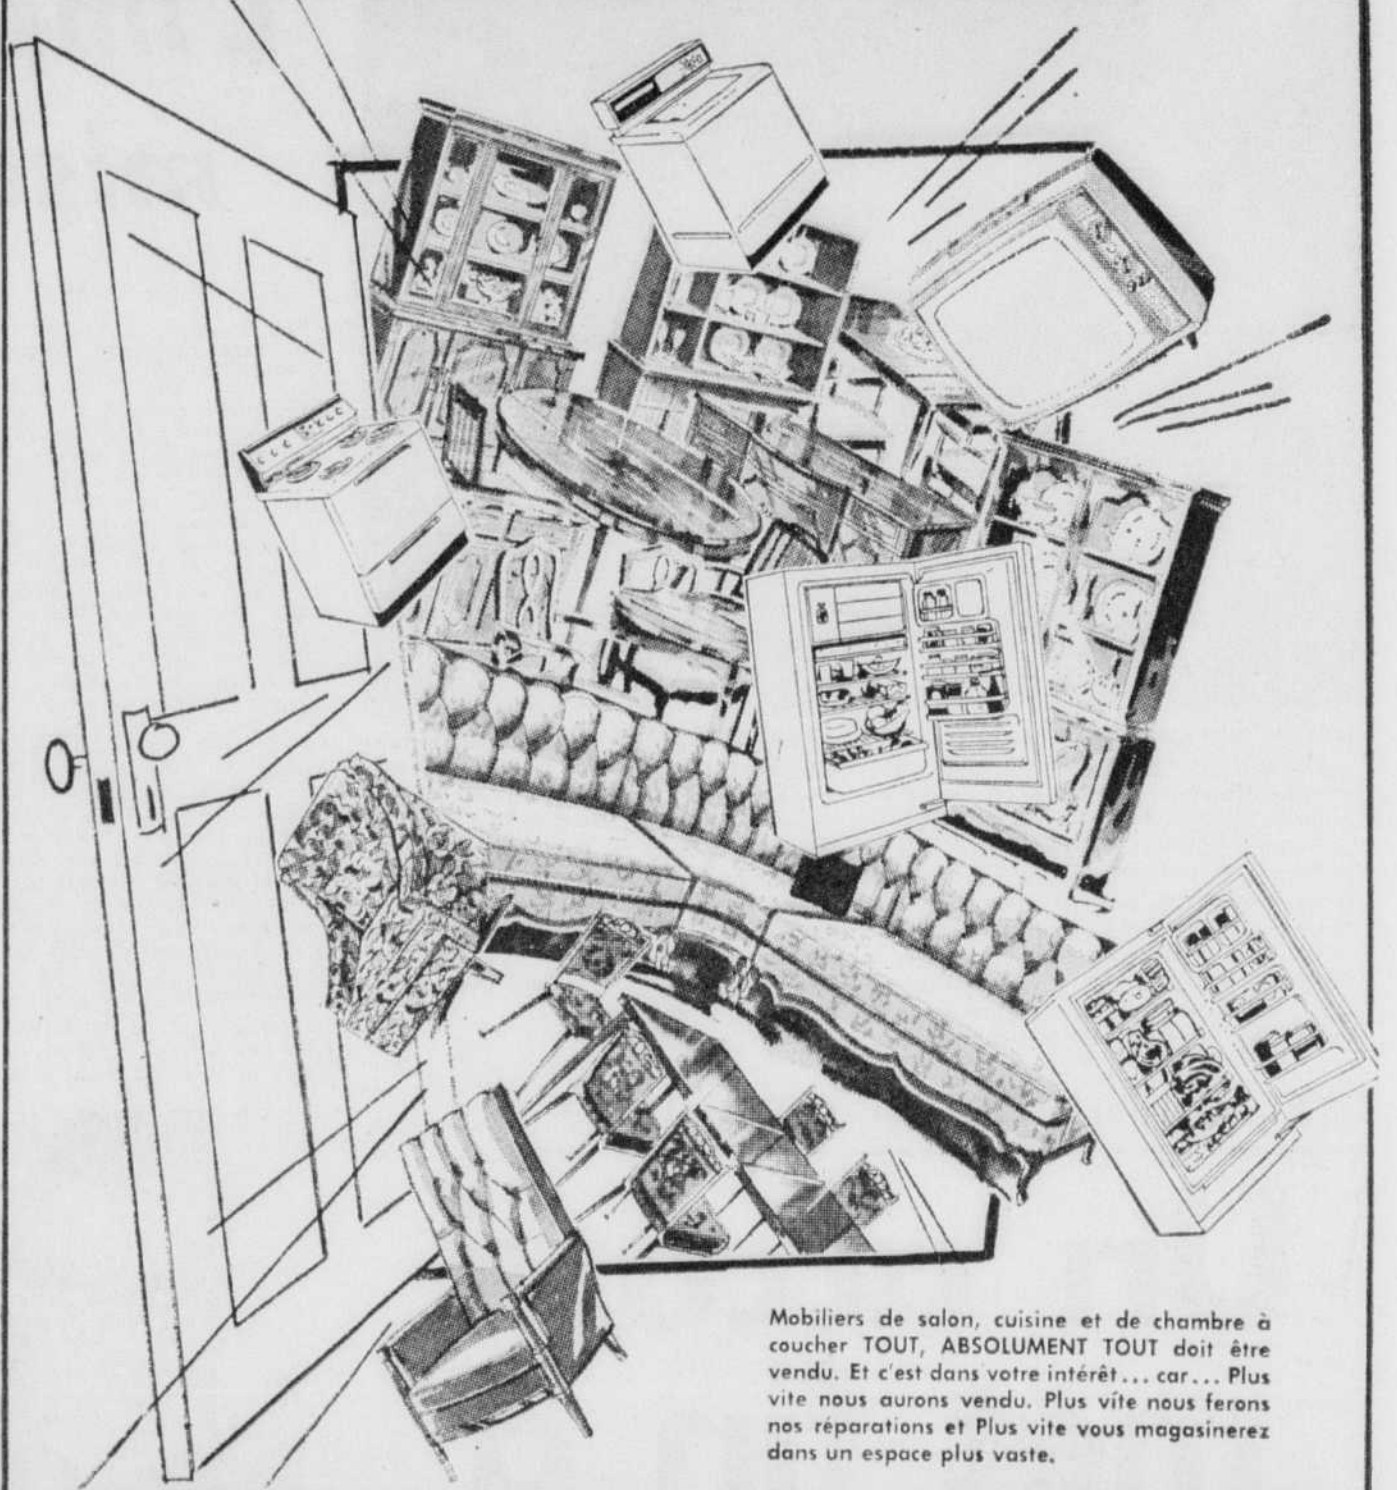 Mobiliers de salon, cuisine et de chambre à
coucher TOUT, ABSOLUMENT TOUT doit être
vendu. Et c'est dans votre intérêt... car... Plus
vite nous aurons vendu. Plus vite nous ferons
nos réparations et Plus vite vous magasinerez
dans un espace plus vaste.